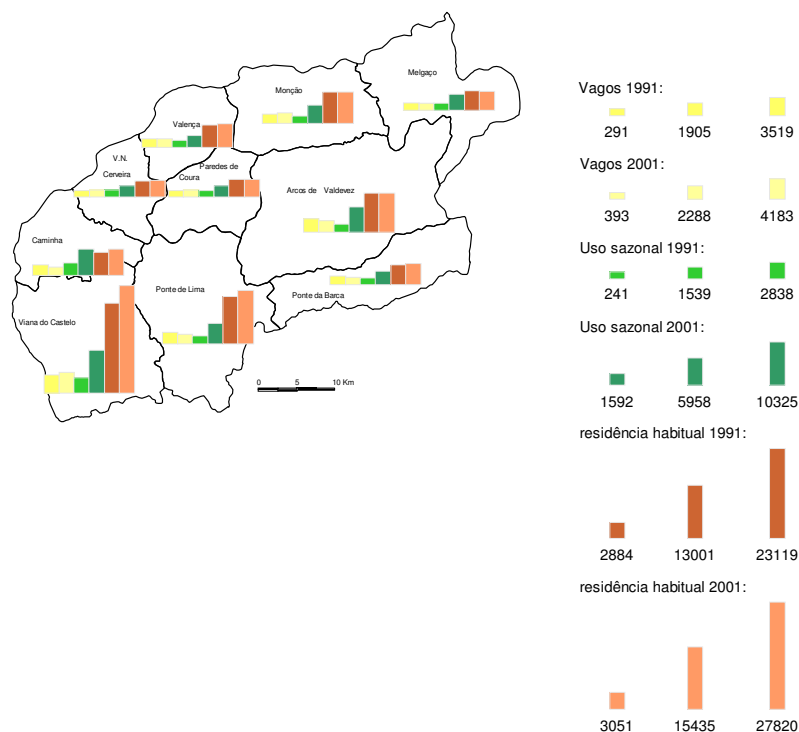 Melgaço
Monção
Valença
V.N.
Cerveira
Paredes de
Coura
Arcos de Valdevez
Caminha
Ponte de Lima
Ponte da Barca
Viana do Castelo
0 5 10 Km
Vagos 1991:
291 1905 3519
Vagos 2001:
393 2288 4183
Uso sazonal 1991:
241 1539 2838
Uso sazonal 2001:
1592 5958 10325
residência habitual 1991:
2884 13001 23119
residência habitual 2001:
3051 15435 27820